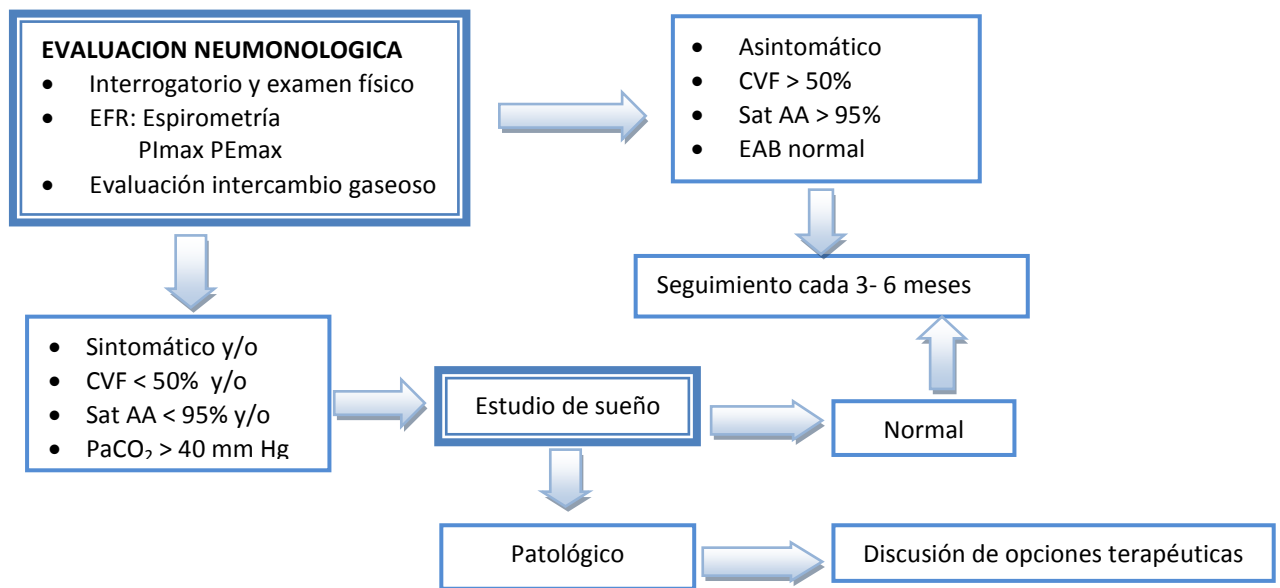 EVALUACION NEUMONOLOGICA
• Interrogatorio y examen físico
• EFR: Espirometría
PImax PEmax
• Evaluación intercambio gaseoso
• Asintomático
• CVF > 50%
• Sat AA > 95%
• EAB normal
Seguimiento cada 3- 6 meses
• Sintomático y/o
• CVF < 50% y/o
• Sat AA < 95% y/o
• PaCO₂ > 40 mm Hg
Estudio de sueño
Normal
Patológico
Discusión de opciones terapéuticas